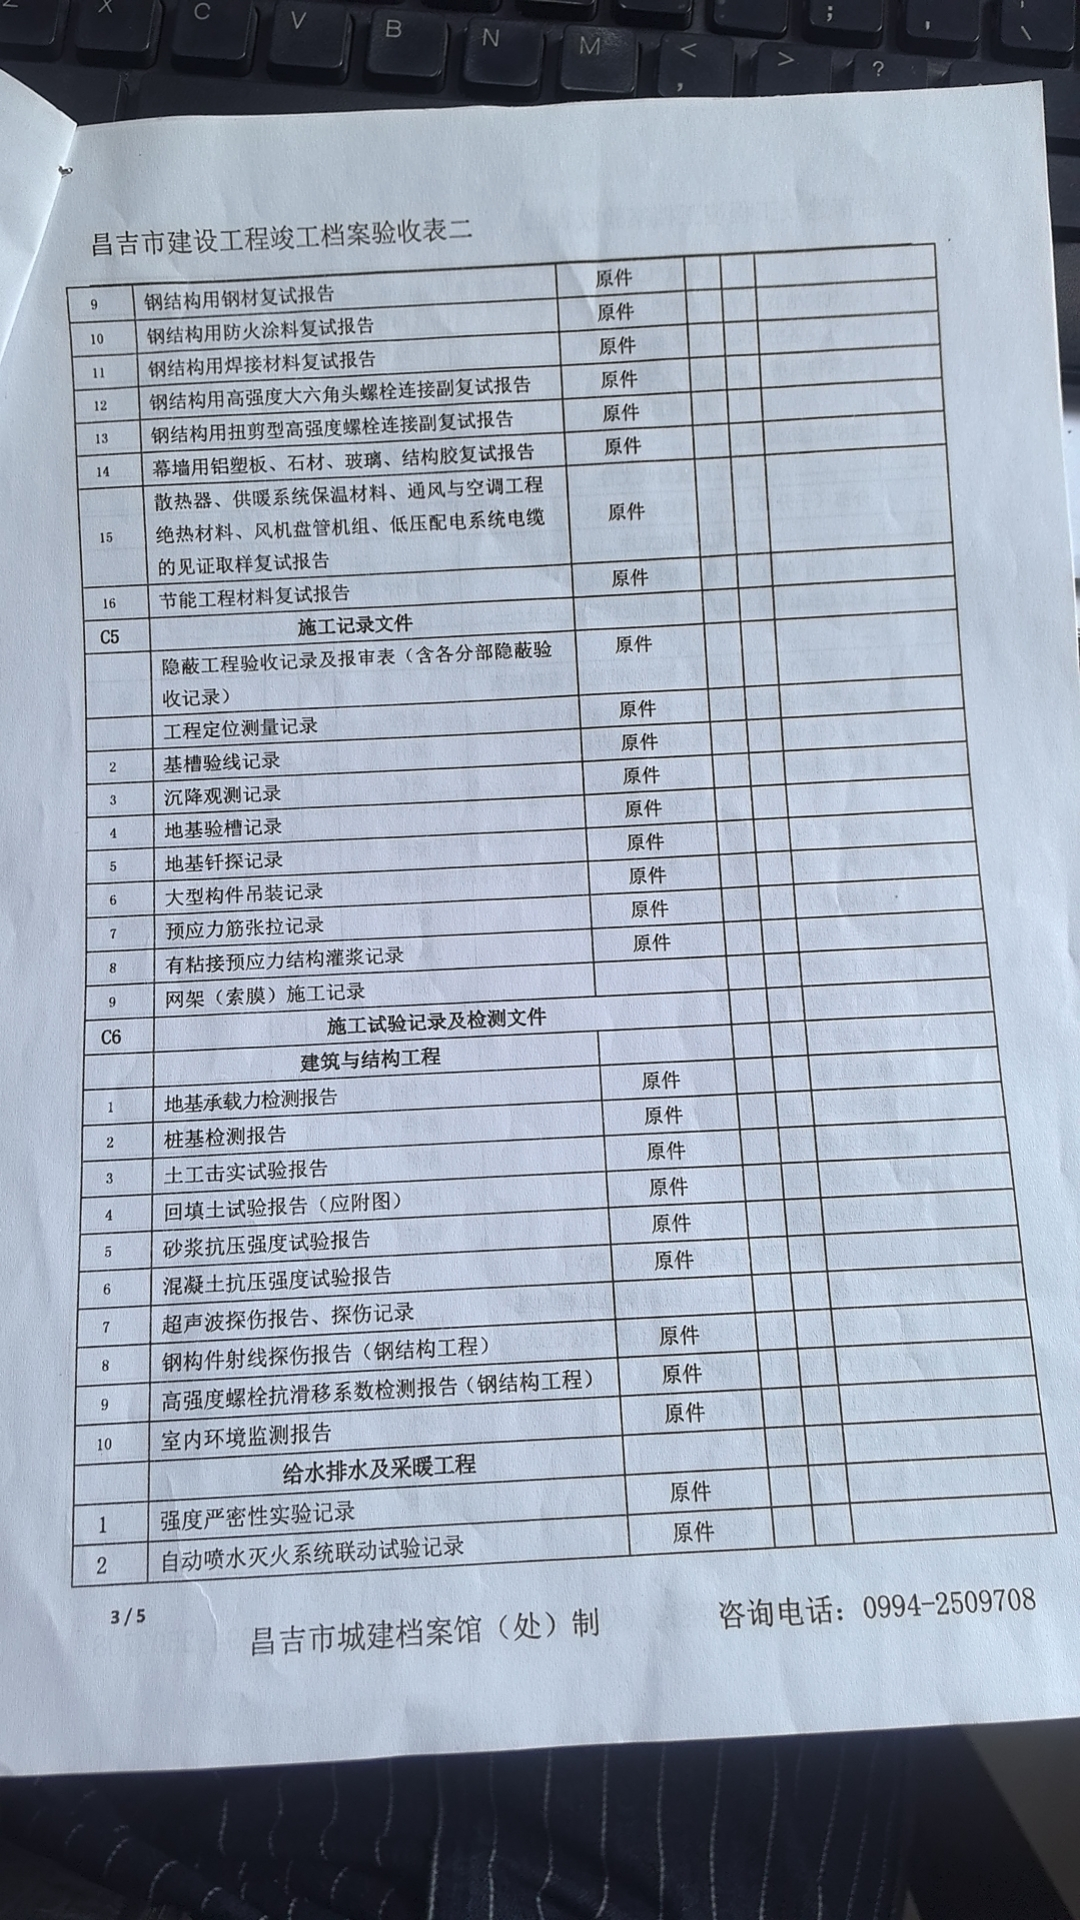 X C V B N M < , > ? ; , \
昌吉市建设工程竣工档案验收表二
9 钢结构用钢材复试报告 原件
10 钢结构用防火涂料复试报告 原件
11 钢结构用焊接材料复试报告 原件
12 钢结构用高强度大六角头螺栓连接副复试报告 原件
13 钢结构用扭剪型高强度螺栓连接副复试报告 原件
14 幕墙用铝塑板、石材、玻璃、结构胶复试报告 原件
散热器、供暖系统保温材料、通风与空调工程
15 绝热材料、风机盘管机组、低压配电系统电缆 原件
的见证取样复试报告
16 节能工程材料复试报告 原件
C5 施工记录文件
隐蔽工程验收记录及报审表（含各分部隐蔽验 原件
收记录）
工程定位测量记录 原件
2 基槽验线记录 原件
3 沉降观测记录 原件
4 地基验槽记录 原件
5 地基钎探记录 原件
6 大型构件吊装记录 原件
7 预应力筋张拉记录 原件
8 有粘接预应力结构灌浆记录 原件
9 网架（索膜）施工记录
C6 施工试验记录及检测文件
建筑与结构工程
1 地基承载力检测报告 原件
2 桩基检测报告 原件
3 土工击实试验报告 原件
4 回填土试验报告（应附图） 原件
5 砂浆抗压强度试验报告 原件
6 混凝土抗压强度试验报告 原件
7 超声波探伤报告、探伤记录
8 钢构件射线探伤报告（钢结构工程） 原件
9 高强度螺栓抗滑移系数检测报告（钢结构工程） 原件
10 室内环境监测报告 原件
给水排水及采暖工程
1 强度严密性实验记录 原件
2 自动喷水灭火系统联动试验记录 原件
3 / 5
昌吉市城建档案馆（处）制 咨询电话：0994-2509708